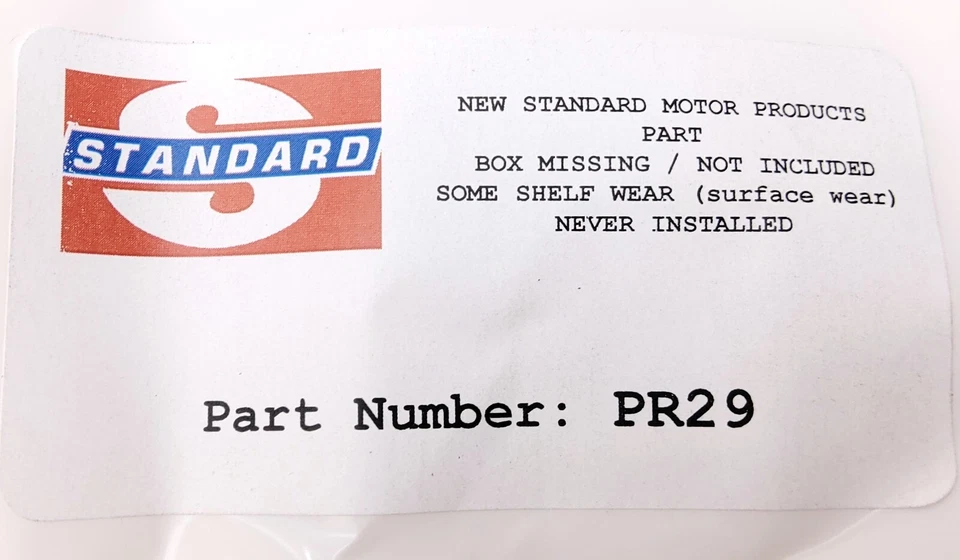 STANDARD
NEW STANDARD MOTOR PRODUCTS
PART
BOX MISSING / NOT INCLUDED
SOME SHELF WEAR (surface wear)
NEVER INSTALLED
Part Number: PR29